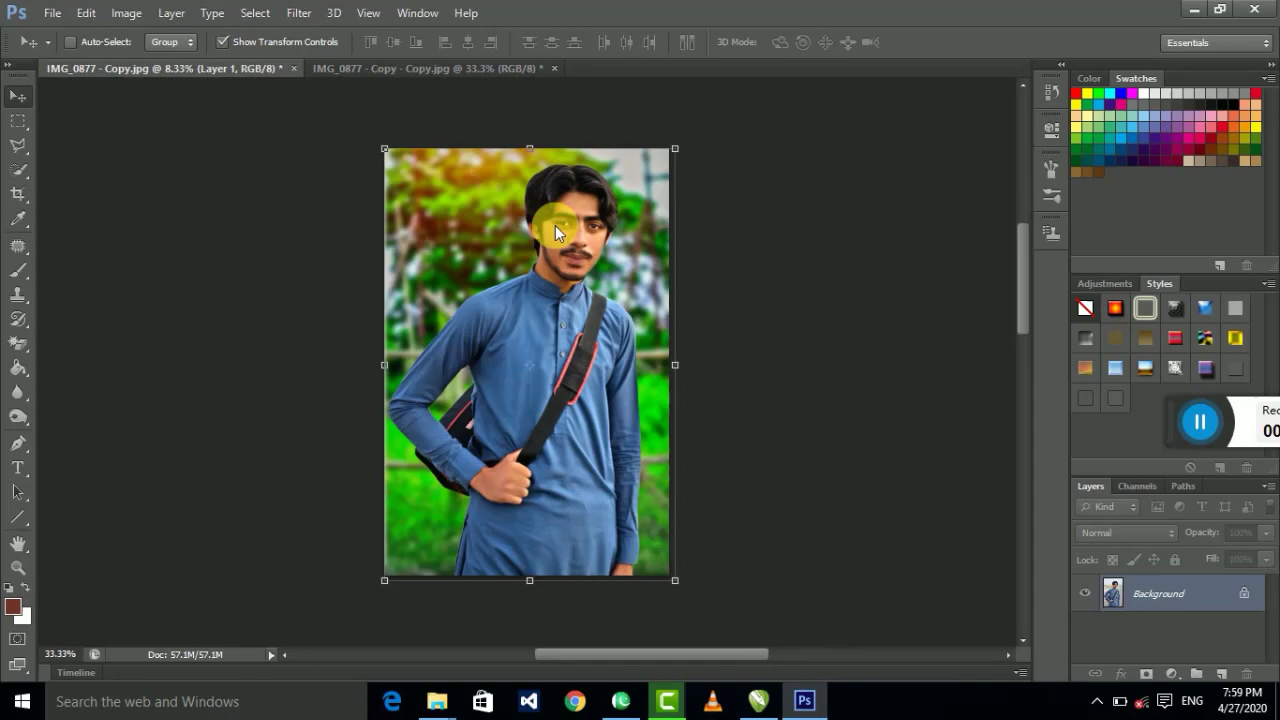 Ps File Edit Image Layer Type Select Filter 3D View Window Help
Auto-Select: Group Show Transform Controls 3D Mode: Essentials
IMG_0877 - Copy.jpg @ 8.33% (Layer 1, RGB/8) * × IMG_0877 - Copy - Copy.jpg @ 33.3% (RGB/8) * ×
Color Swatches
Adjustments Styles
Rec
00
Layers Channels Paths
Kind
Normal Opacity: 100%
Lock: Fill: 100%
Background
33.33% Doc: 57.1M/57.1M
Timeline
Search the web and Windows
ENG
7:59 PM
4/27/2020